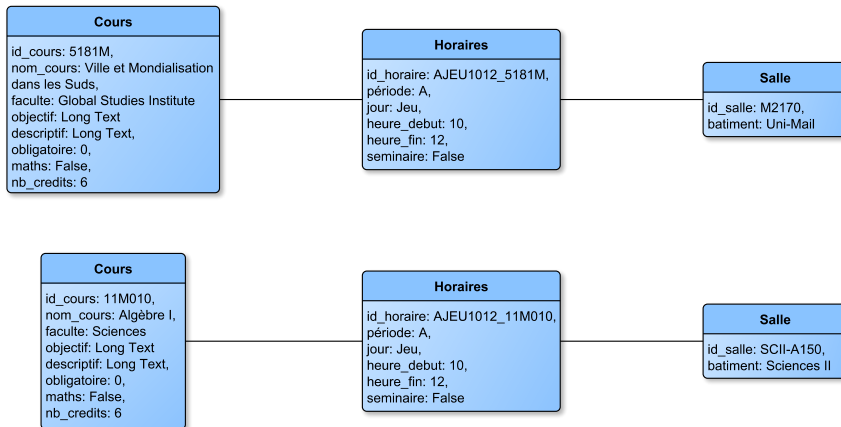 Cours
id_cours: 5181M,
nom_cours: Ville et Mondialisation
dans les Suds,
faculte: Global Studies Institute
objectif: Long Text
descriptif: Long Text,
obligatoire: 0,
maths: False,
nb_credits: 6
Horaires
id_horaire: AJEU1012_5181M,
période: A,
jour: Jeu,
heure_debut: 10,
heure_fin: 12,
seminaire: False
Salle
id_salle: M2170,
batiment: Uni-Mail
Cours
id_cours: 11M010,
nom_cours: Algèbre I,
faculte: Sciences
objectif: Long Text
descriptif: Long Text,
obligatoire: 0,
maths: False,
nb_credits: 6
Horaires
id_horaire: AJEU1012_11M010,
période: A,
jour: Jeu,
heure_debut: 10,
heure_fin: 12,
seminaire: False
Salle
id_salle: SCII-A150,
batiment: Sciences II